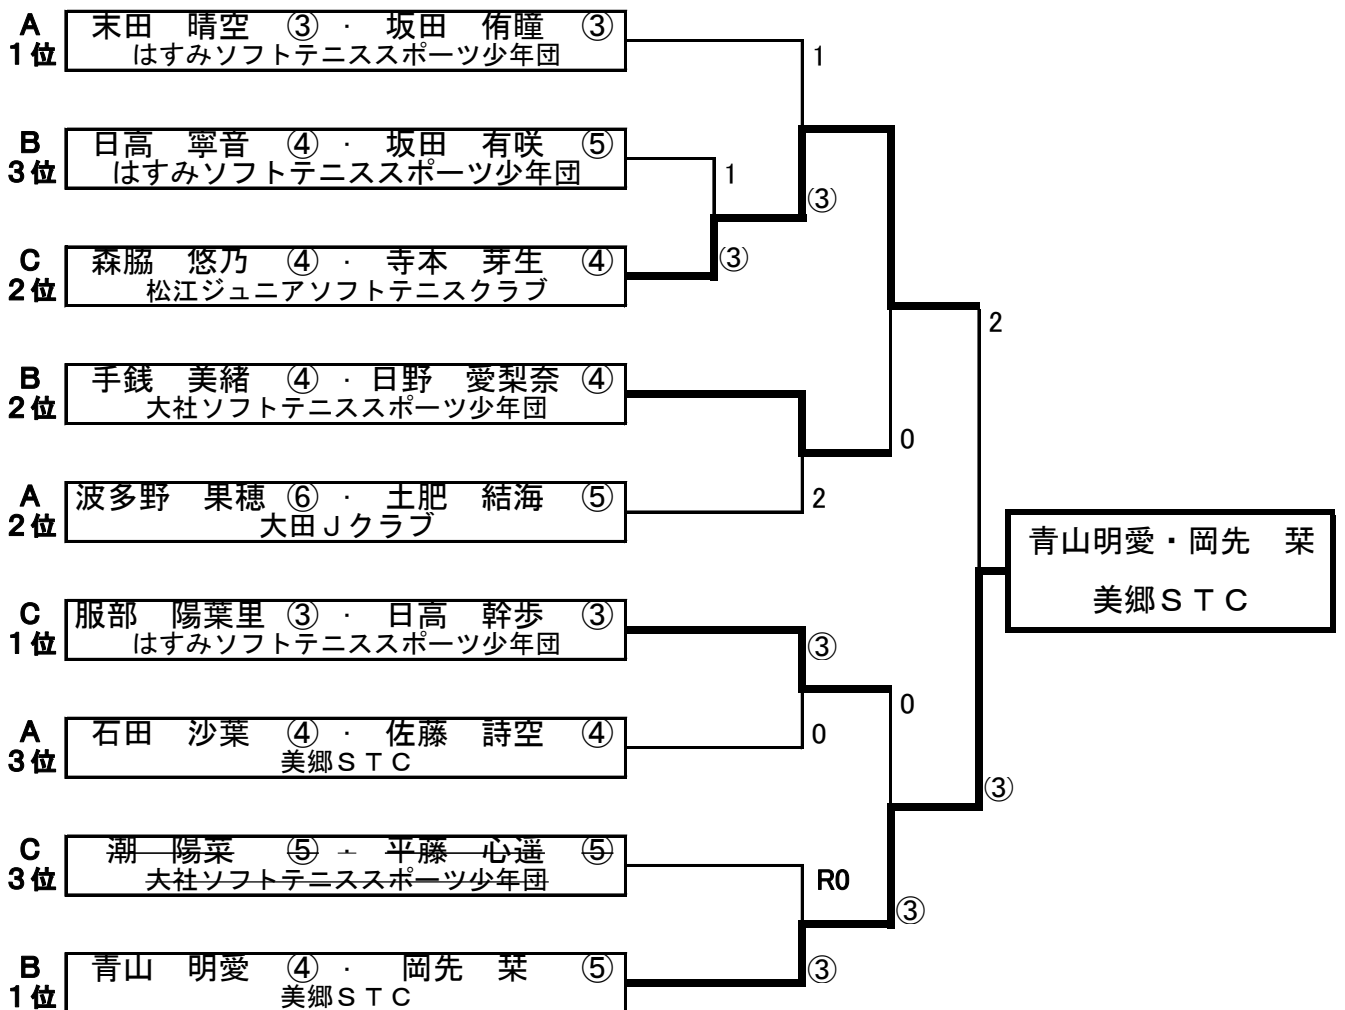 A
1位
末田　晴空　③　・　坂田　侑瞳　③
はすみソフトテニススポーツ少年団
1
B
3位
日高　寧音　④　・　坂田　有咲　⑤
はすみソフトテニススポーツ少年団
1
③
C
2位
森脇　悠乃　④　・　寺本　芽生　④
松江ジュニアソフトテニスクラブ
③
2
B
2位
手銭　美緒　④　・　日野　愛梨奈　④
大社ソフトテニススポーツ少年団
0
A
2位
波多野　果穂　⑥　・　土肥　結海　⑤
大田Ｊクラブ
2
青山明愛・岡先　栞
美郷ＳＴＣ
C
1位
服部　陽葉里　③　・　日高　幹歩　③
はすみソフトテニススポーツ少年団
③
0
A
3位
石田　沙葉　④　・　佐藤　詩空　④
美郷ＳＴＣ
0
③
C
3位
潮　陽菜　⑤　・　平藤　心遥　⑤
大社ソフトテニススポーツ少年団
R0
③
B
1位
青山　明愛　④　・　岡先　栞　⑤
美郷ＳＴＣ
③